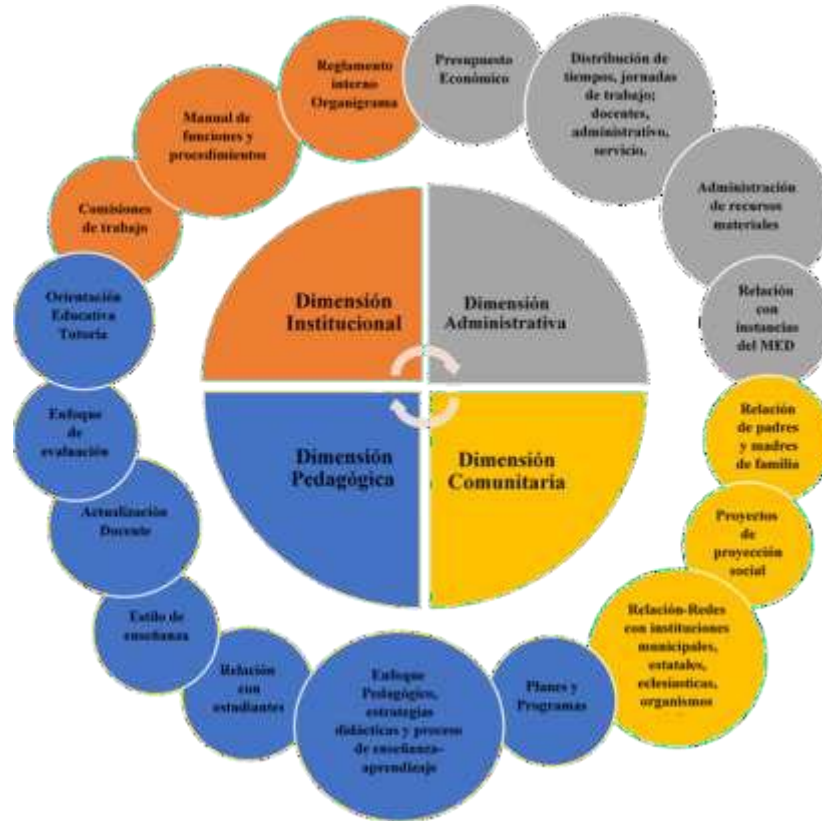 Reglamento
interno
Organigrama
Presupuesto
Económico
Distribución de
tiempos, jornadas
de trabajo;
docentes,
administrativo,
servicio.
Manual de
funciones y
procedimientos
Administración
de recursos
materiales
Comisiones
de trabajo
Orientación
Educativa
Tutoría
Dimensión
Institucional
Dimensión
Administrativa
Relación
con
instancias
del MED
Enfoque
de
evaluación
Relación
de padres
y madres
de familia
Dimensión
Pedagógica
Dimensión
Comunitaria
Actualización
Docente
Proyectos
de
proyección
social
Estilo de
enseñanza
Relación-Redes
con instituciones
municipales,
estatales,
eclesiasticas,
organismos
Relación
con
estudiantes
Enfoque
Pedagógico,
estrategias
didácticas y proceso
de enseñanza-
aprendizaje
Planes y
Programas